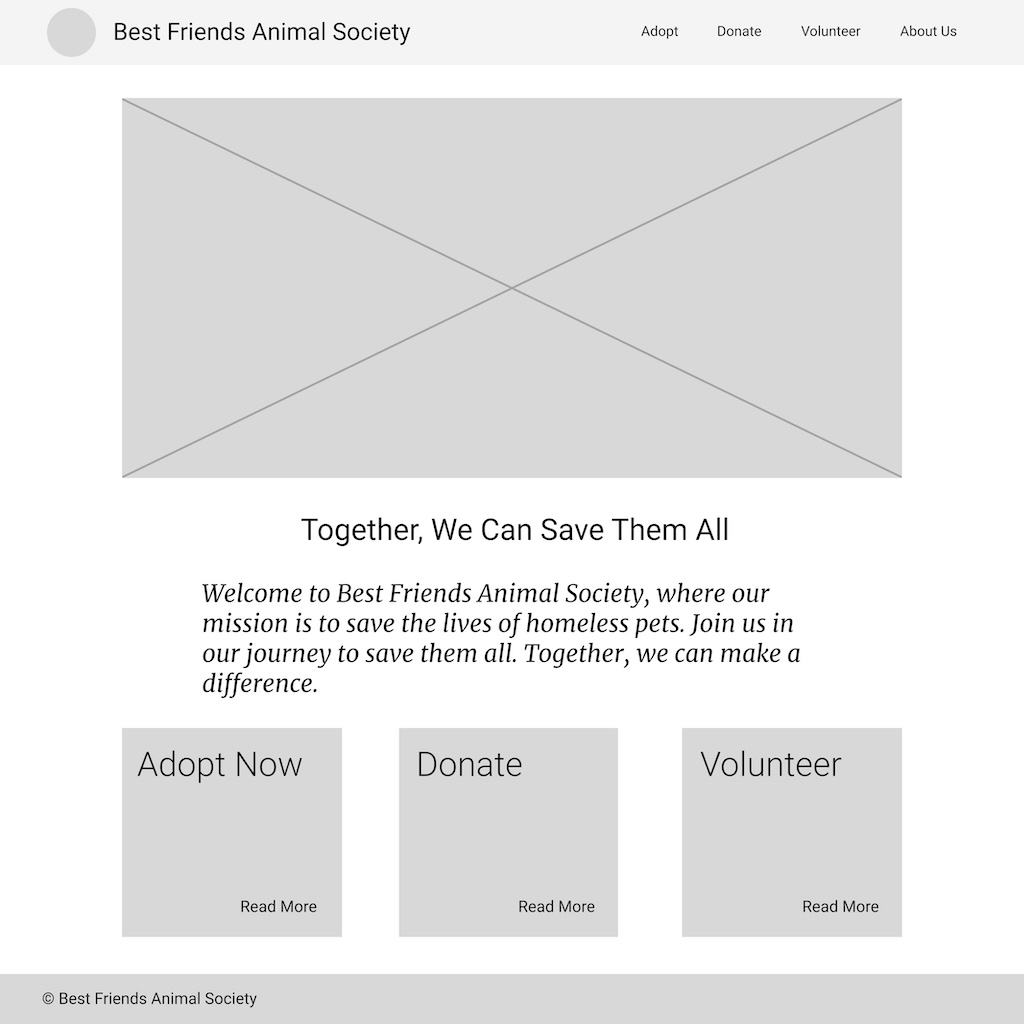 Best Friends Animal Society
Adopt
Donate
Volunteer
About Us
Together, We Can Save Them All
Welcome to Best Friends Animal Society, where our
mission is to save the lives of homeless pets. Join us in
our journey to save them all. Together, we can make a
difference.
Adopt Now
Read More
Donate
Read More
Volunteer
Read More
© Best Friends Animal Society